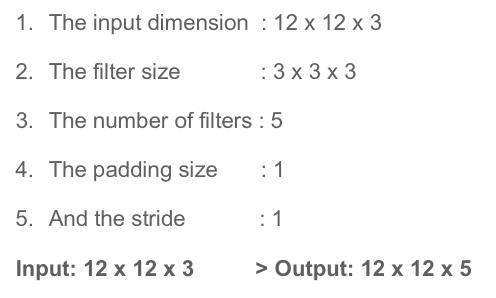 1. The input dimension : 12 x 12 x 3
2. The filter size : 3 x 3 x 3
3. The number of filters : 5
4. The padding size : 1
5. And the stride : 1
Input: 12 x 12 x 3 > Output: 12 x 12 x 5